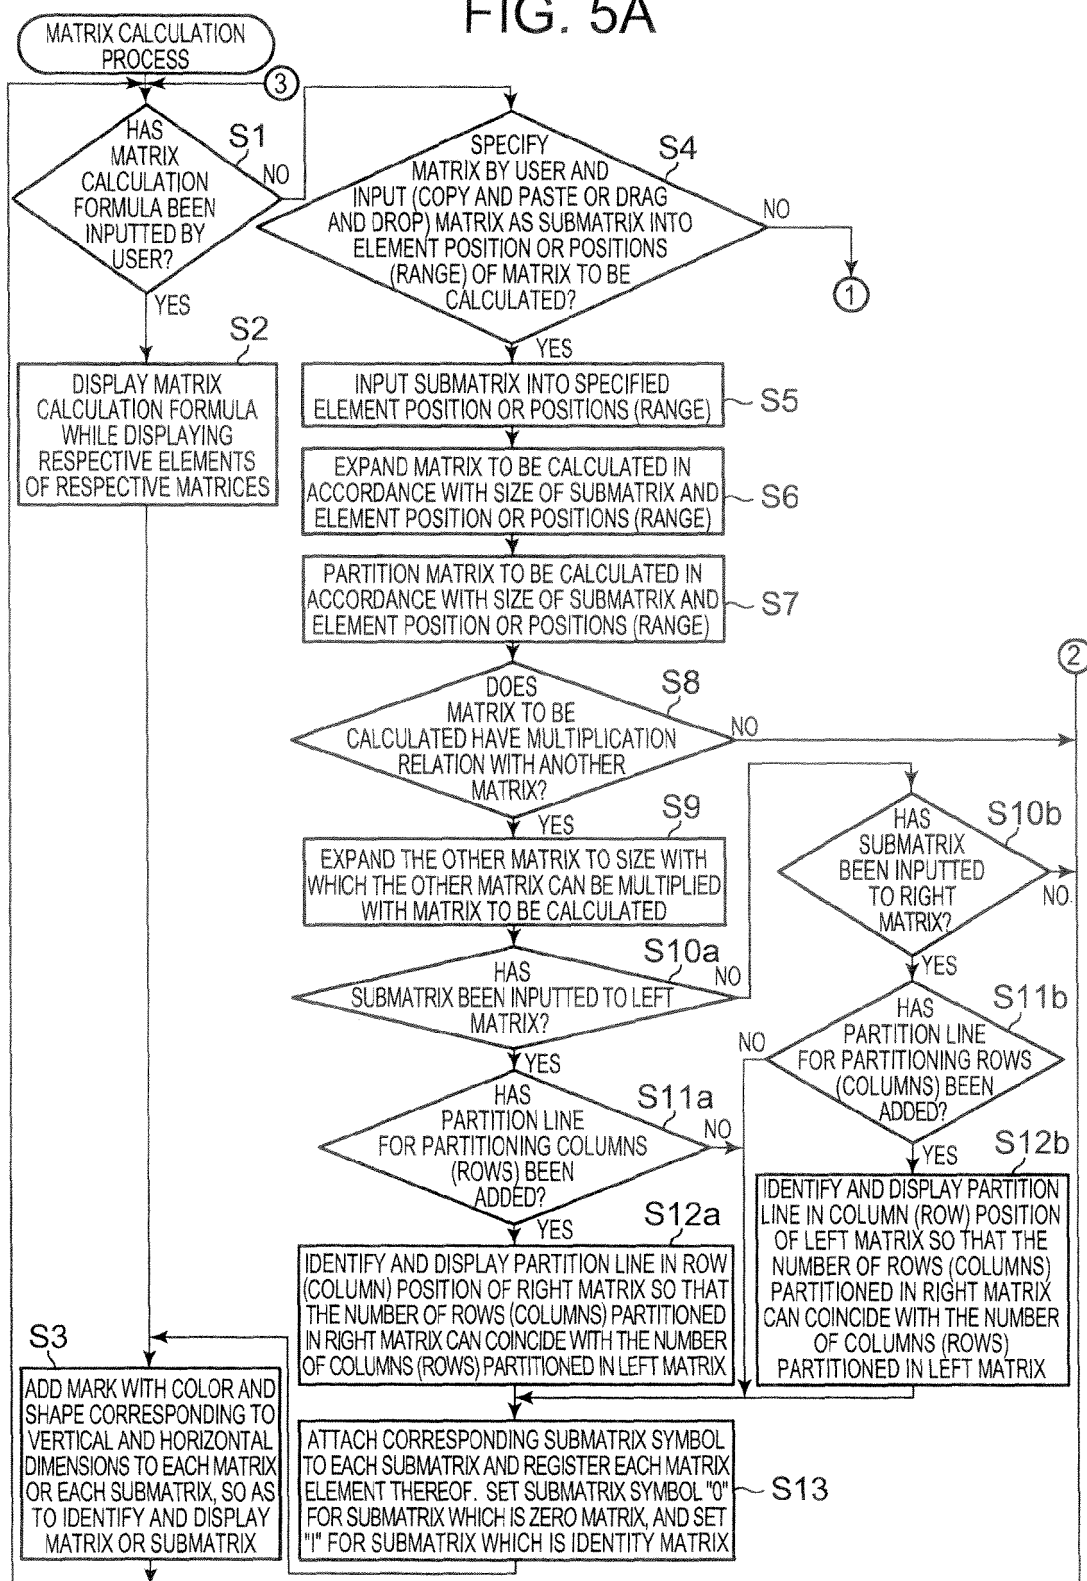 FIG. 5A
MATRIX CALCULATION
PROCESS
3
HAS
MATRIX
CALCULATION
FORMULA BEEN
INPUTTED BY
USER?
S1
NO
YES
S2
DISPLAY MATRIX
CALCULATION FORMULA
WHILE DISPLAYING
RESPECTIVE ELEMENTS
OF RESPECTIVE MATRICES
SPECIFY
MATRIX BY USER AND
INPUT (COPY AND PASTE OR DRAG
AND DROP) MATRIX AS SUBMATRIX INTO
ELEMENT POSITION OR POSITIONS
(RANGE) OF MATRIX TO BE
CALCULATED?
S4
NO
1
YES
INPUT SUBMATRIX INTO SPECIFIED
ELEMENT POSITION OR POSITIONS (RANGE)
S5
EXPAND MATRIX TO BE CALCULATED IN
ACCORDANCE WITH SIZE OF SUBMATRIX AND
ELEMENT POSITION OR POSITIONS (RANGE)
S6
PARTITION MATRIX TO BE CALCULATED IN
ACCORDANCE WITH SIZE OF SUBMATRIX AND
ELEMENT POSITION OR POSITIONS (RANGE)
S7
2
DOES
MATRIX TO BE
CALCULATED HAVE MULTIPLICATION
RELATION WITH ANOTHER
MATRIX?
S8
NO
YES
S9
EXPAND THE OTHER MATRIX TO SIZE WITH
WHICH THE OTHER MATRIX CAN BE MULTIPLIED
WITH MATRIX TO BE CALCULATED
HAS
SUBMATRIX BEEN INPUTTED TO LEFT
MATRIX?
S10a
NO
YES
HAS
SUBMATRIX
BEEN INPUTTED
TO RIGHT
MATRIX?
S10b
NO
YES
HAS
PARTITION LINE
FOR PARTITIONING COLUMNS
(ROWS) BEEN
ADDED?
S11a
NO
YES
HAS
PARTITION LINE
FOR PARTITIONING ROWS
(COLUMNS) BEEN
ADDED?
S11b
NO
YES
S12a
IDENTIFY AND DISPLAY PARTITION LINE IN ROW
(COLUMN) POSITION OF RIGHT MATRIX SO THAT
THE NUMBER OF ROWS (COLUMNS) PARTITIONED
IN RIGHT MATRIX CAN COINCIDE WITH THE NUMBER
OF COLUMNS (ROWS) PARTITIONED IN LEFT MATRIX
S12b
IDENTIFY AND DISPLAY PARTITION
LINE IN COLUMN (ROW) POSITION
OF LEFT MATRIX SO THAT THE
NUMBER OF ROWS (COLUMNS)
PARTITIONED IN RIGHT MATRIX
CAN COINCIDE WITH THE NUMBER
OF COLUMNS (ROWS)
PARTITIONED IN LEFT MATRIX
S3
ADD MARK WITH COLOR AND
SHAPE CORRESPONDING TO
VERTICAL AND HORIZONTAL
DIMENSIONS TO EACH MATRIX
OR EACH SUBMATRIX, SO AS
TO IDENTIFY AND DISPLAY
MATRIX OR SUBMATRIX
ATTACH CORRESPONDING SUBMATRIX SYMBOL
TO EACH SUBMATRIX AND REGISTER EACH MATRIX
ELEMENT THEREOF. SET SUBMATRIX SYMBOL "0"
FOR SUBMATRIX WHICH IS ZERO MATRIX, AND SET
"I" FOR SUBMATRIX WHICH IS IDENTITY MATRIX
S13